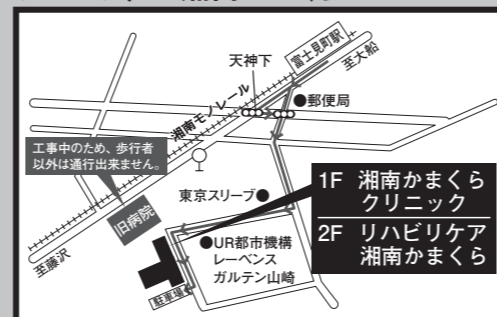 富士見町駅
至大船
天神下
●郵便局
湘南モノレール
工事中のため、歩行者
以外は通行出来ません。
旧病院
東京スリーブ●
1F 湘南かまくら
クリニック
2F リハビリケア
湘南かまくら
●UR都市機構
レーベンス
ガルテン山崎
至藤沢
駐車場